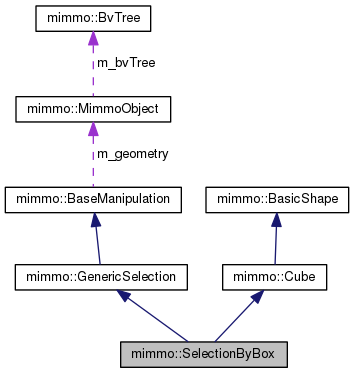 mimmo::BvTree
m_bvTree
mimmo::MimmoObject
m_geometry
mimmo::BaseManipulation
mimmo::BasicShape
mimmo::GenericSelection
mimmo::Cube
mimmo::SelectionByBox